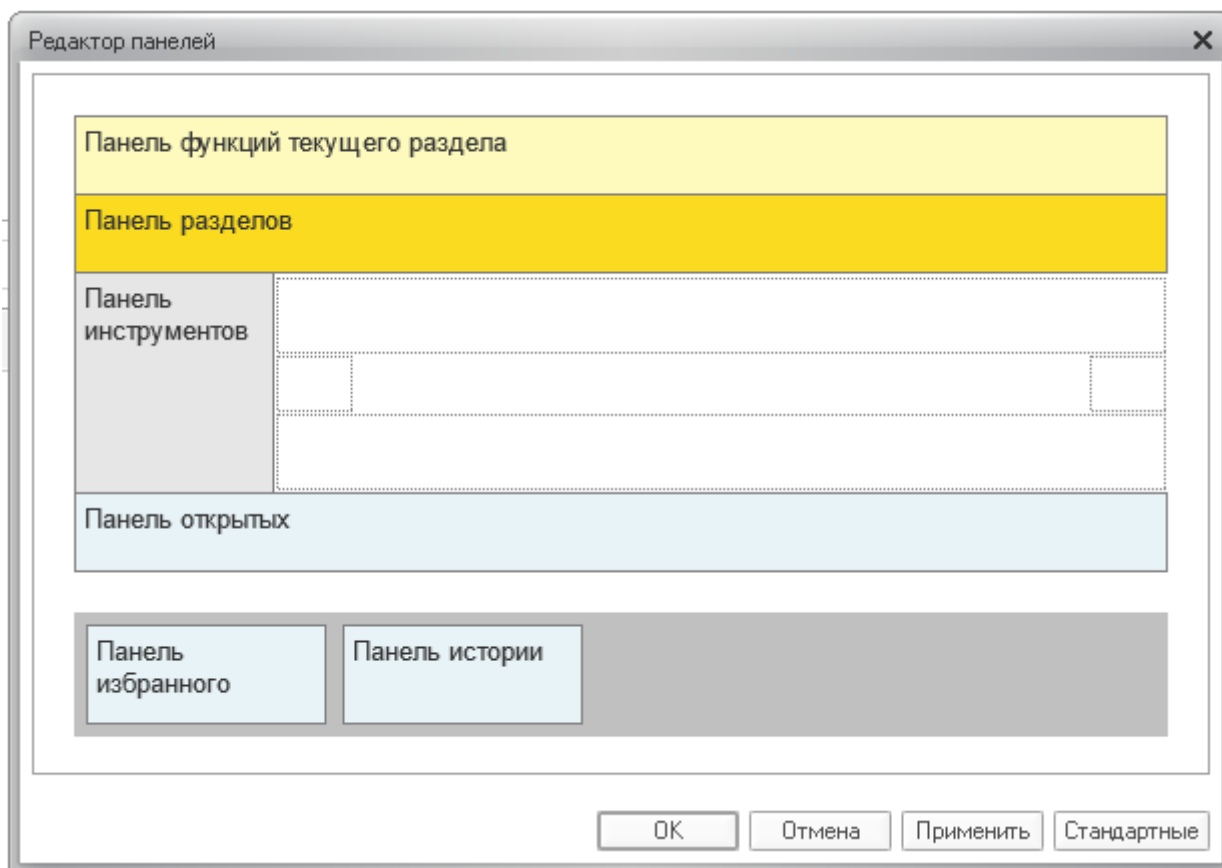 Редактор панелей
Панель функций текущего раздела
Панель разделов
Панель
инструментов
Панель открытых
Панель
избранного
Панель истории
OK
Отмена
Применить
Стандартные